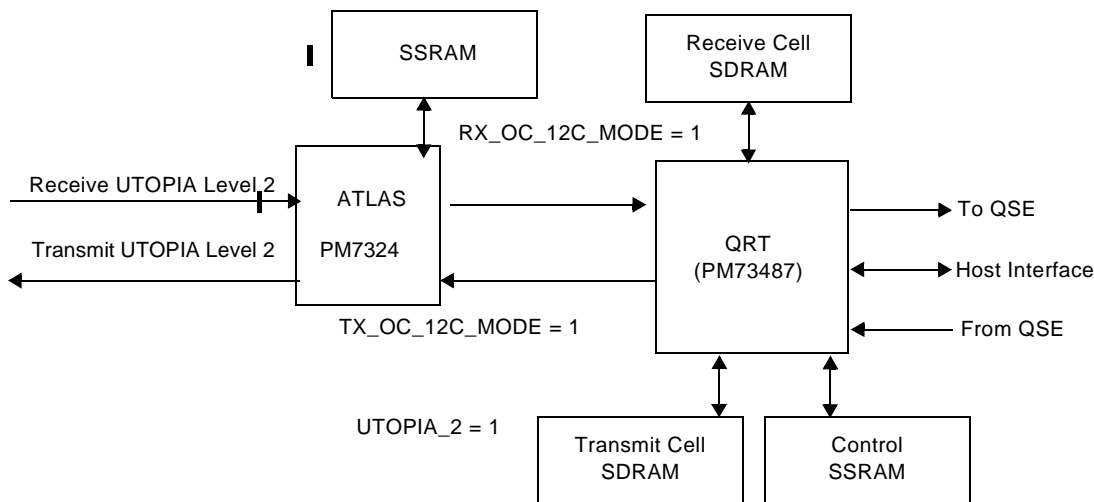 SSRAM
Receive Cell
SDRAM
RX_OC_12C_MODE = 1
Receive UTOPIA Level 2
ATLAS
To QSE
Transmit UTOPIA Level 2
PM7324
QRT
(PM73487)
Host Interface
TX_OC_12C_MODE = 1
From QSE
UTOPIA_2 = 1
Transmit Cell
SDRAM
Control
SSRAM